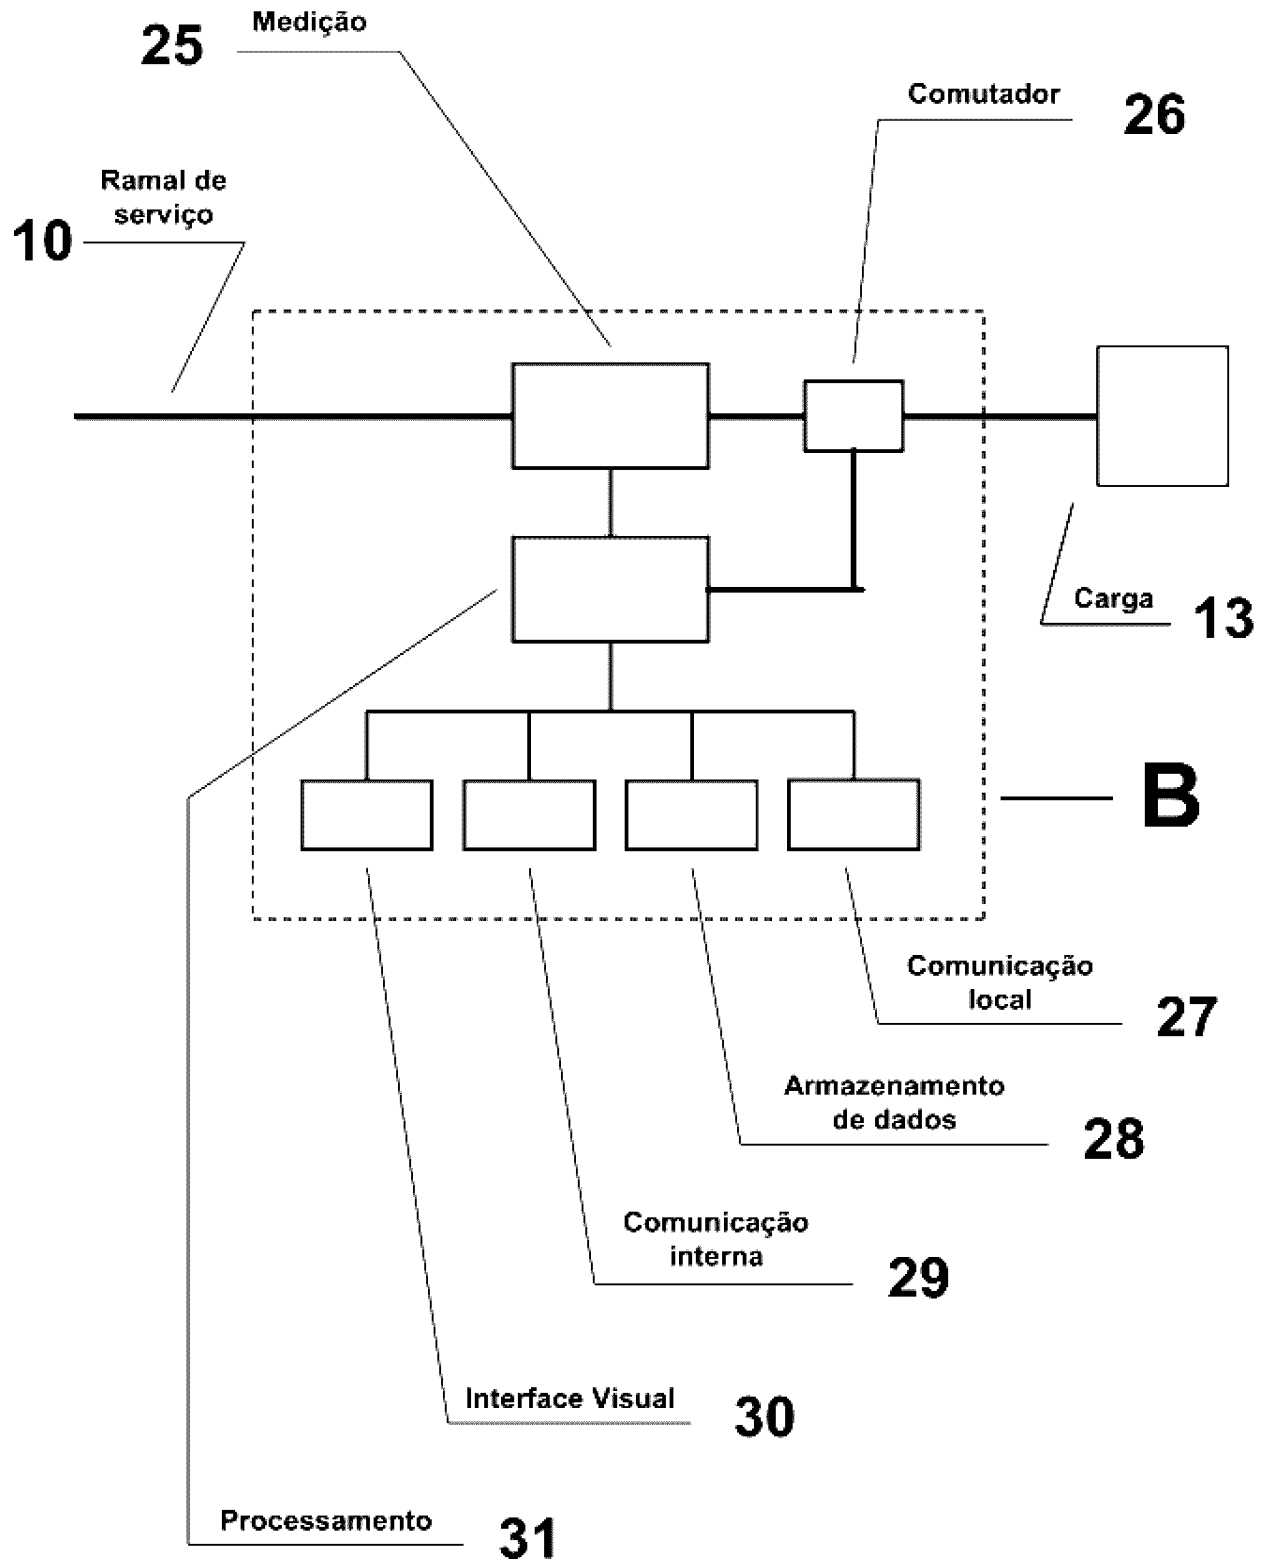 Medição
25
Comutador
26
Ramal de
serviço
10
Carga
13
B
Comunicação
local
27
Armazenamento
de dados
28
Comunicação
interna
29
Interface Visual
30
Processamento
31